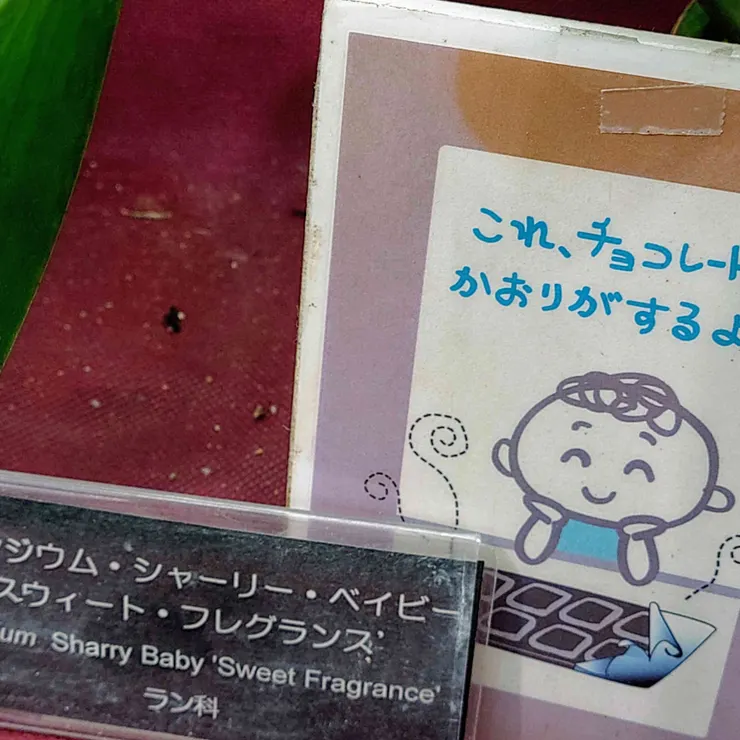 これ、チョコレート
かおりがするよ
ジウム・シャーリー・ベイビー
スウィート・フレグランス
um Sharry Baby 'Sweet Fragrance'
ラン科